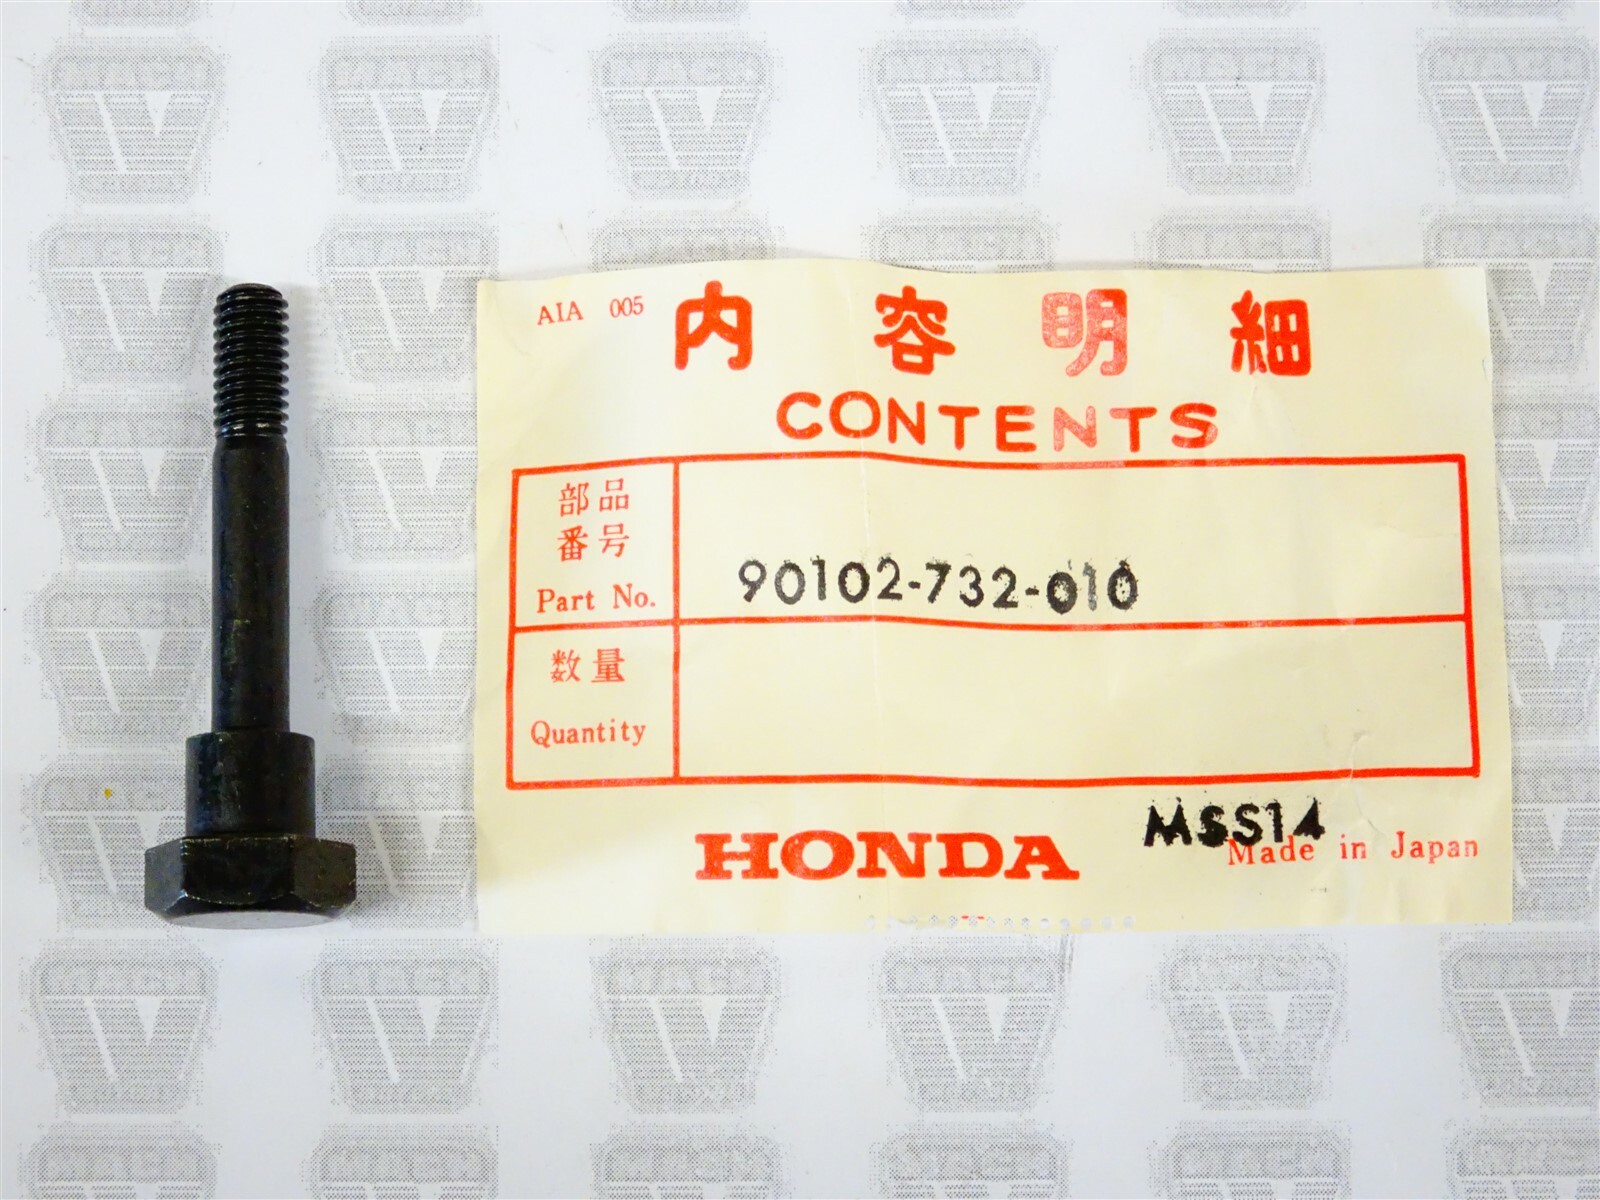 AIA 005
内容明細
CONTENTS
部品
番号
Part No.
90102-732-010
数量
Quantity
MSS14
HONDA
Made in Japan